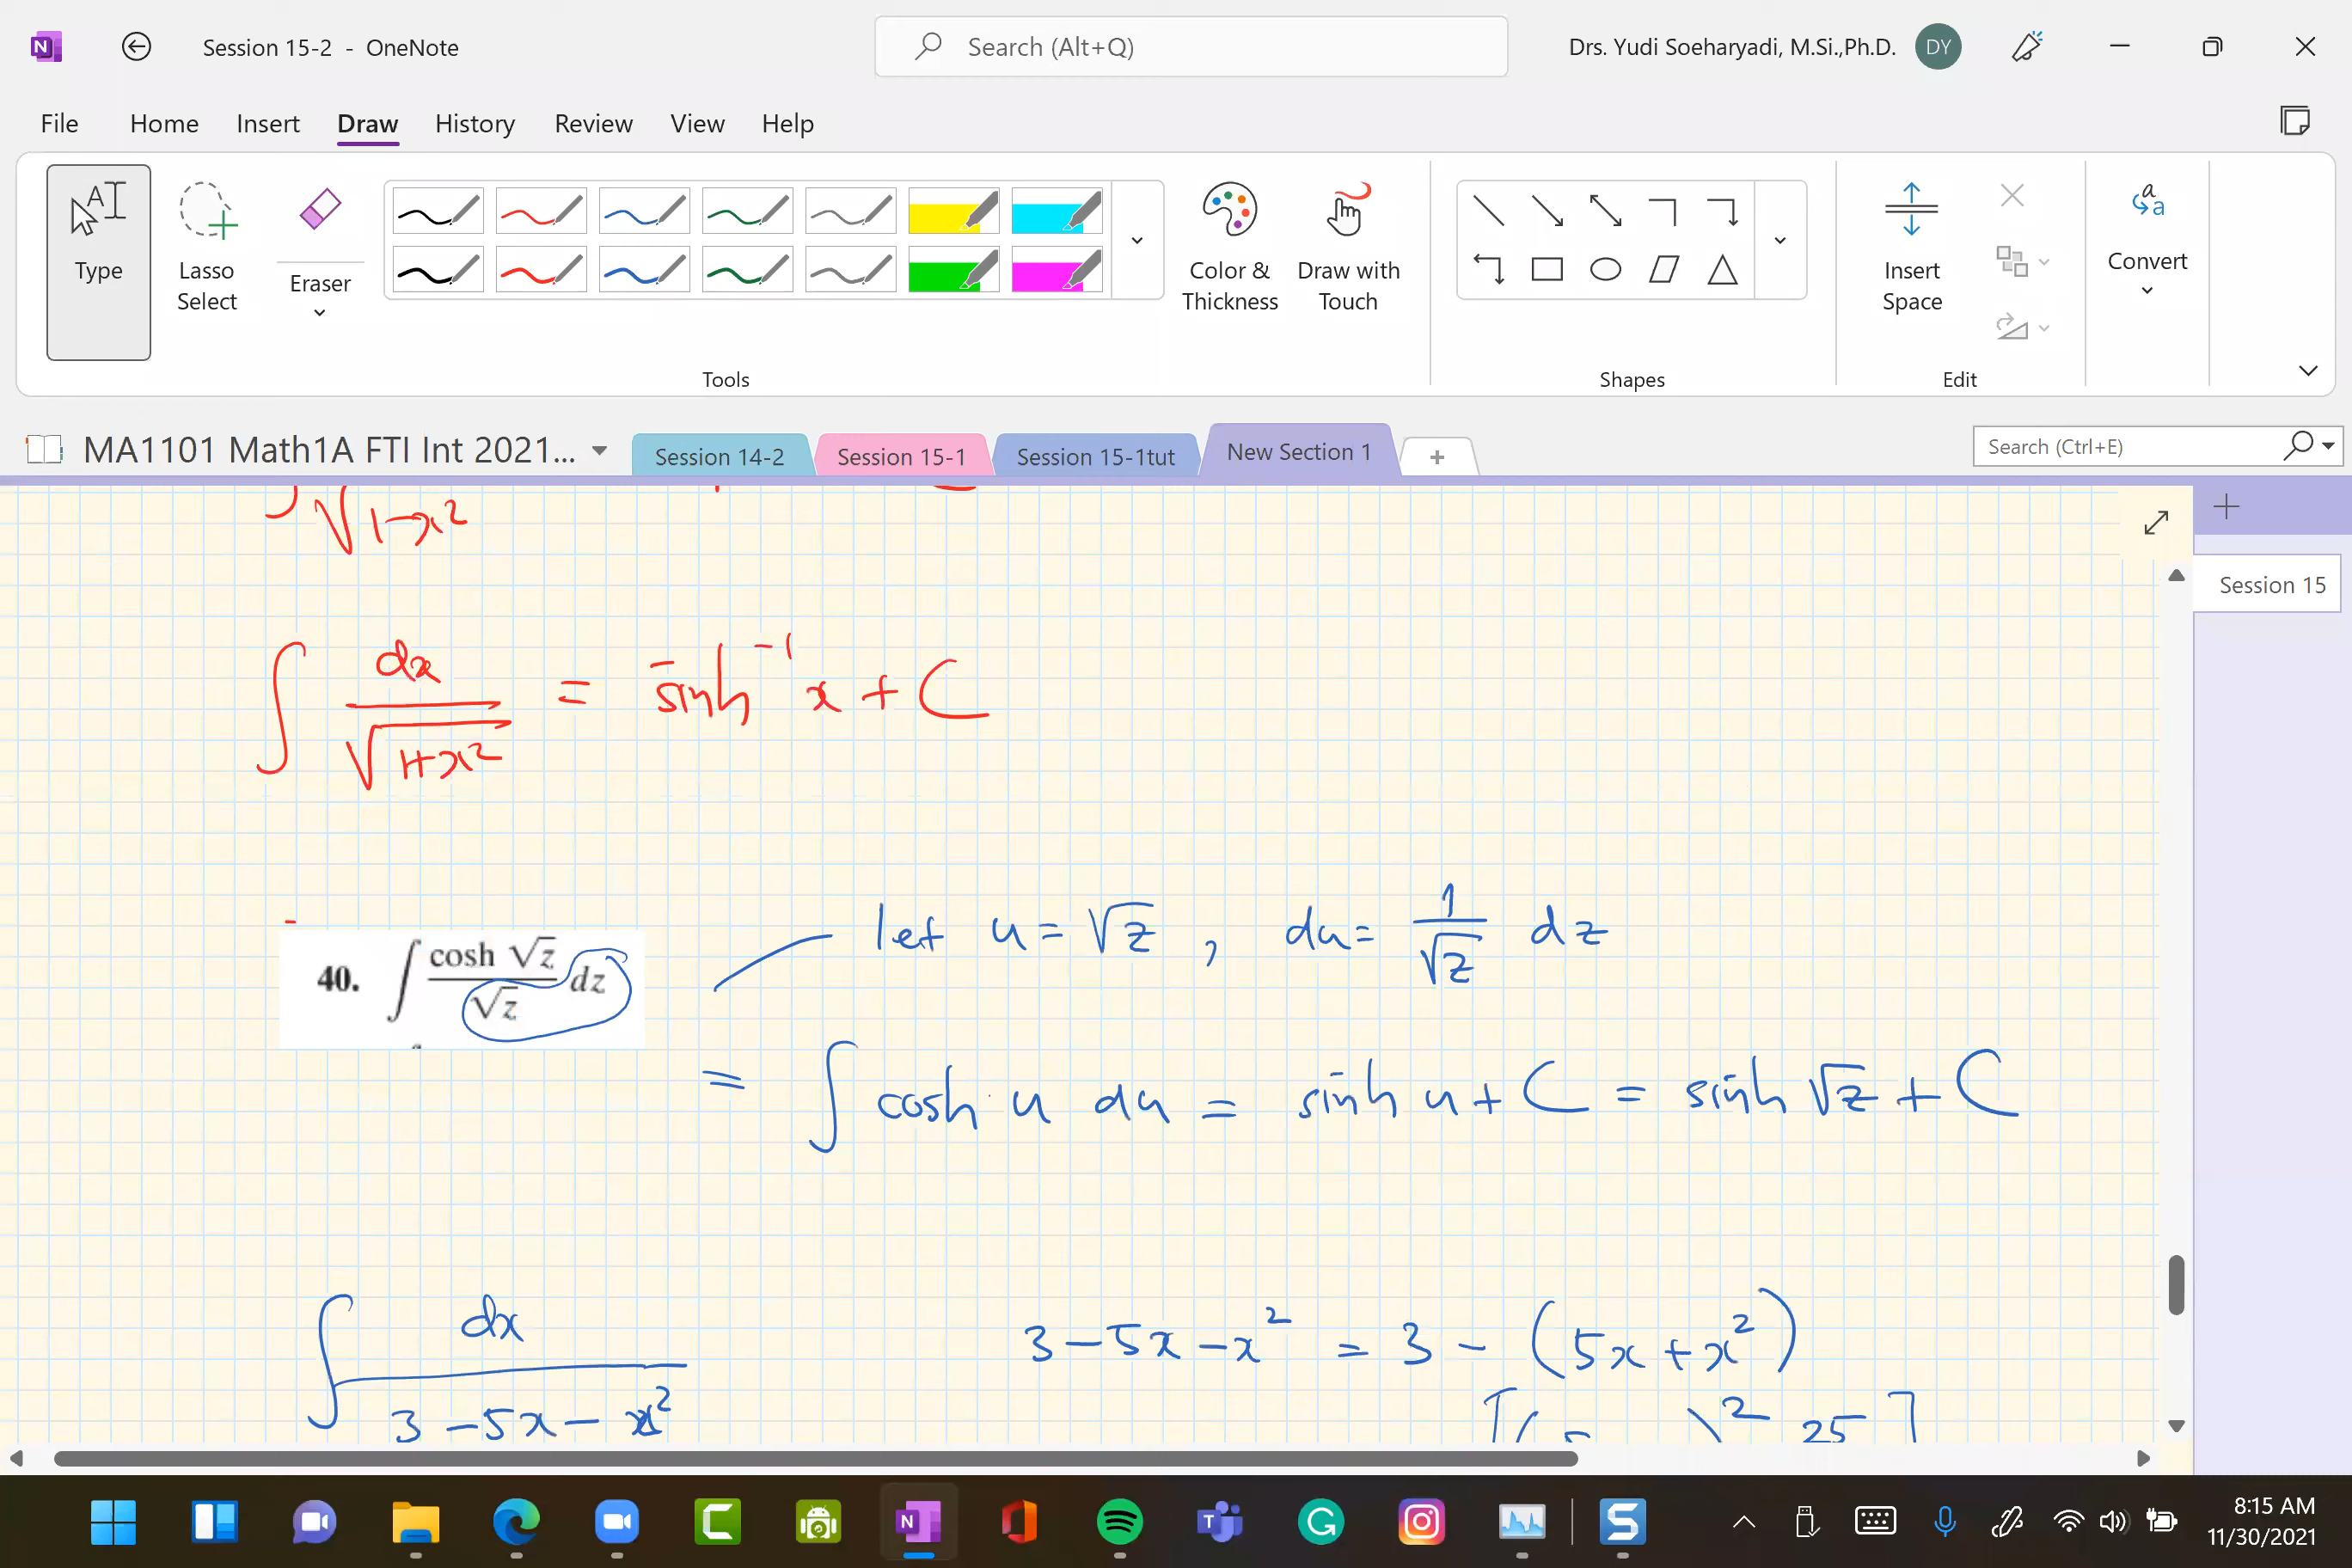 Session 15-2 - OneNote
Search (Alt+Q)
Drs. Yudi Soeharyadi, M.Si.,Ph.D.
DY
File Home Insert Draw History Review View Help
Type
Lasso Select
Eraser
Color & Thickness
Draw with Touch
Insert Space
Convert
Tools
Shapes
Edit
MA1101 Math1A FTI Int 2021...
Session 14-2
Session 15-1
Session 15-1tut
New Section 1
Search (Ctrl+E)
Session 15
√(1-x²)
∫ dx/√(1+x²) = sinh⁻¹ x + C
40. ∫ cosh √z / √z dz
let u = √z , du = 1/√z dz
= ∫ cosh u du = sinh u + C = sinh √z + C
∫ dx / (3 - 5x - x²)
3 - 5x - x² = 3 - (5x + x²)
8:15 AM
11/30/2021